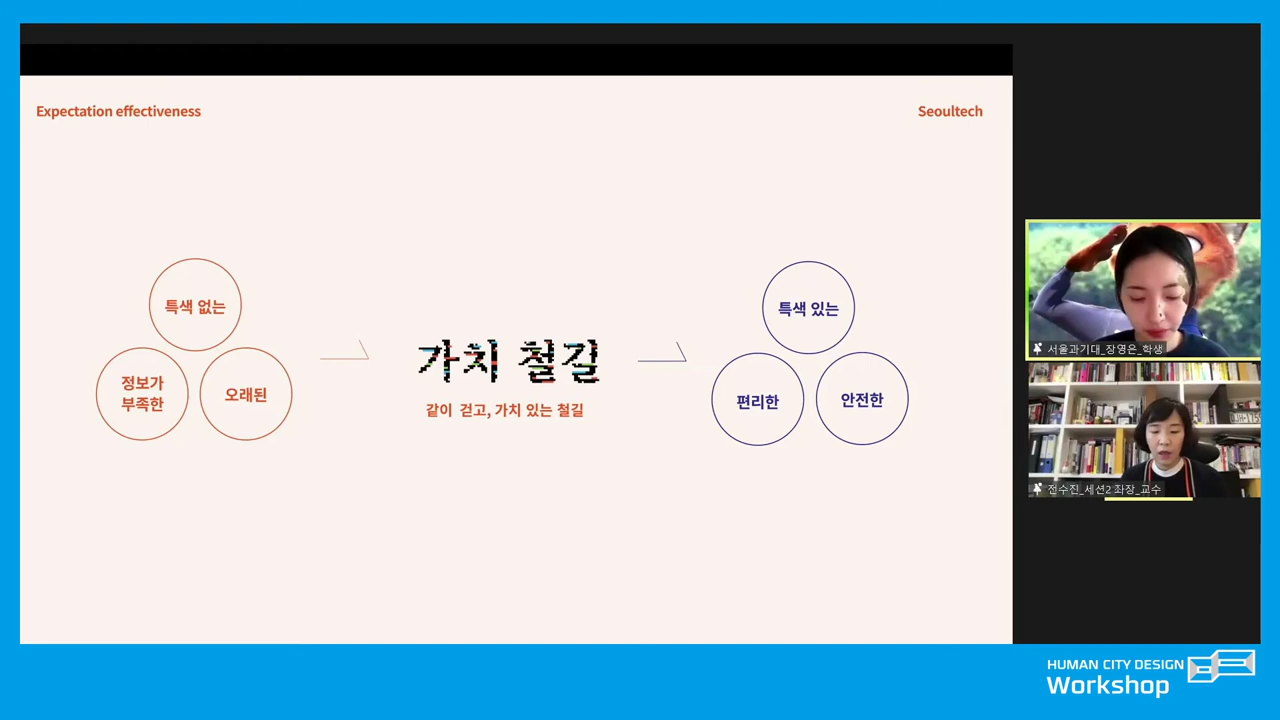 Expectation effectiveness
Seoultech
특색 없는
정보가
부족한
오래된
가치 철길
같이 걷고, 가치 있는 철길
특색 있는
편리한
안전한
서울과기대_장영은_학생
전수진_세션2 좌장_교수
HUMAN CITY DESIGN
Workshop